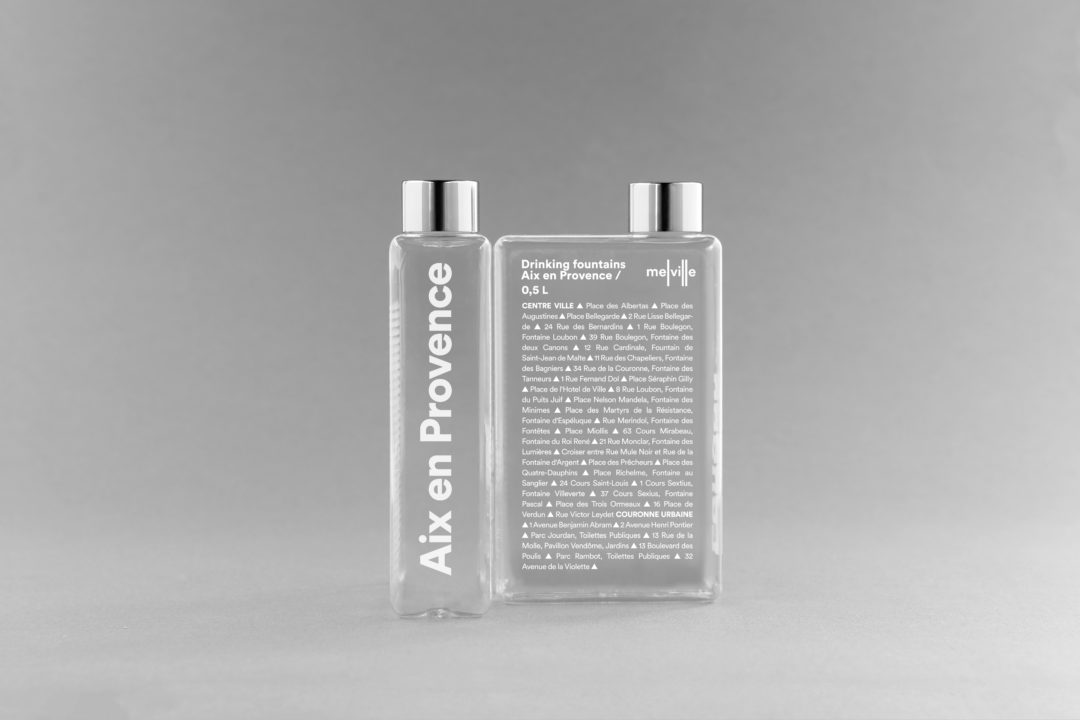 Aix en Provence
Drinking fountains
Aix en Provence /
0,5 L
melville
CENTRE VILLE ▲ Place des Albertas ▲ Place des
Augustines ▲ Place Bellegarde ▲ 2 Rue Lisse Bellegar-
de ▲ 24 Rue des Bernardins ▲ 1 Rue Boulegon,
Fontaine Loubon ▲ 39 Rue Boulegon, Fontaine des
deux Canons ▲ 12 Rue Cardinale, Fountain de
Saint-Jean de Malte ▲ 11 Rue des Chapeliers, Fontaine
des Bagniers ▲ 34 Rue de la Couronne, Fontaine des
Tanneurs ▲ 1 Rue Fernand Dol ▲ Place Séraphin Gilly
▲ Place de l'Hotel de Ville ▲ 8 Rue Loubon, Fontaine
du Puits Juif ▲ Place Nelson Mandela, Fontaine des
Minimes ▲ Place des Martyrs de la Résistance,
Fontaine d'Espéluque ▲ Rue Merindol, Fontaine des
Fontêtes ▲ Place Miollis ▲ 63 Cours Mirabeau,
Fontaine du Roi René ▲ 21 Rue Monclar, Fontaine des
Lumières ▲ Croiser entre Rue Mule Noir et Rue de la
Fontaine d'Argent ▲ Place des Prêcheurs ▲ Place des
Quatre-Dauphins ▲ Place Richelme, Fontaine au
Sanglier ▲ 24 Cours Saint-Louis ▲ 1 Cours Sextius,
Fontaine Villeverte ▲ 37 Cours Sexius, Fontaine
Pascal ▲ Place des Trois Ormeaux ▲ 16 Place de
Verdun ▲ Rue Victor Leydet COURONNE URBAINE
▲ 1 Avenue Benjamin Abram ▲ 2 Avenue Henri Pontier
▲ Parc Jourdan, Toilettes Publiques ▲ 13 Rue de la
Molle, Pavillon Vendôme, Jardins ▲ 13 Boulevard des
Poulis ▲ Parc Rambot, Toilettes Publiques ▲ 32
Avenue de la Violette ▲